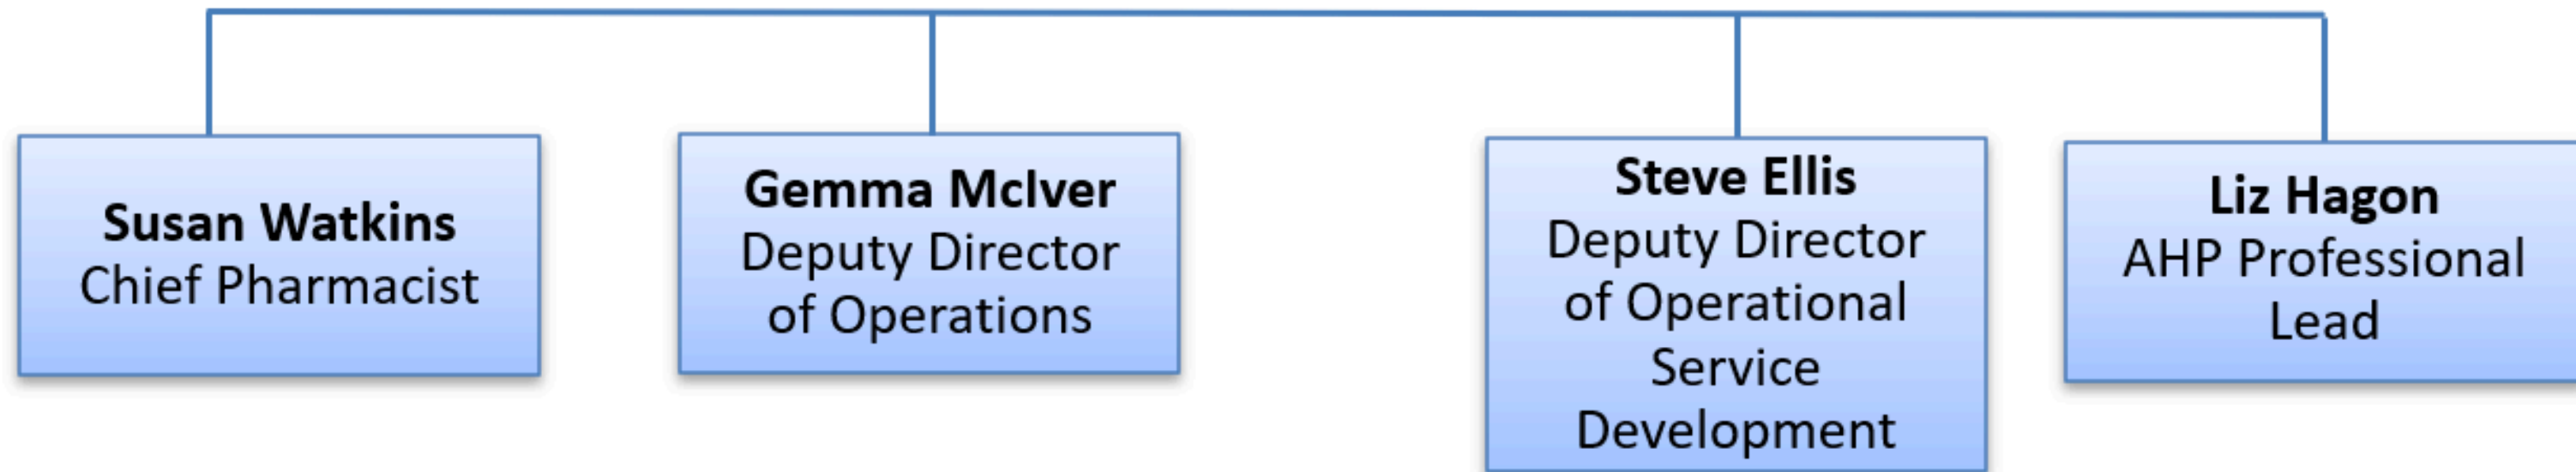 Susan Watkins
Chief Pharmacist
Gemma McIver
Deputy Director
of Operations
Steve Ellis
Deputy Director
of Operational
Service
Development
Liz Hagon
AHP Professional
Lead